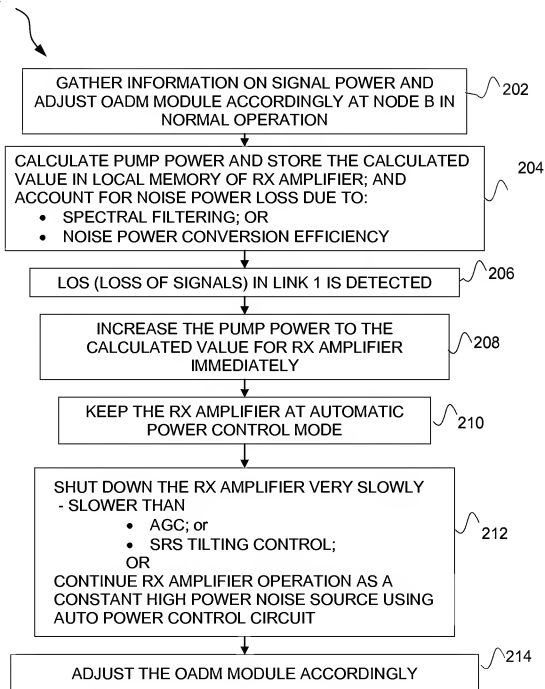 GATHER INFORMATION ON SIGNAL POWER AND
ADJUST OADM MODULE ACCORDINGLY AT NODE B IN
NORMAL OPERATION
202
CALCULATE PUMP POWER AND STORE THE CALCULATED
VALUE IN LOCAL MEMORY OF RX AMPLIFIER; AND
ACCOUNT FOR NOISE POWER LOSS DUE TO:
• SPECTRAL FILTERING; OR
• NOISE POWER CONVERSION EFFICIENCY
204
LOS (LOSS OF SIGNALS) IN LINK 1 IS DETECTED
206
INCREASE THE PUMP POWER TO THE
CALCULATED VALUE FOR RX AMPLIFIER
IMMEDIATELY
208
KEEP THE RX AMPLIFIER AT AUTOMATIC
POWER CONTROL MODE
210
SHUT DOWN THE RX AMPLIFIER VERY SLOWLY
- SLOWER THAN
• AGC; or
• SRS TILTING CONTROL;
OR
CONTINUE RX AMPLIFIER OPERATION AS A
CONSTANT HIGH POWER NOISE SOURCE USING
AUTO POWER CONTROL CIRCUIT
212
ADJUST THE OADM MODULE ACCORDINGLY
214